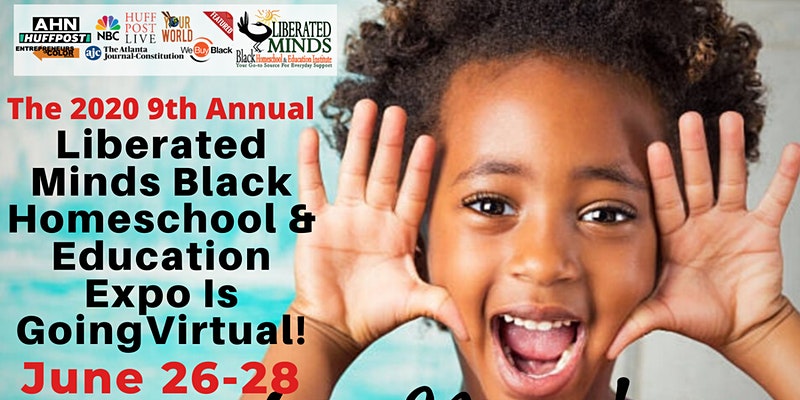 AHN
HUFFPOST
NBC
HUFF
POST
LIVE
YOUR
WORLD
FEATURED
LIBERATED
MINDS
Black Homeschool & Education Institute
Your Go-to Source For Everyday Support
ENTREPRENEURS
COLOR
ajc The Atlanta
Journal-Constitution
We Buy Black
The 2020 9th Annual
Liberated
Minds Black
Homeschool &
Education
Expo Is
GoingVirtual!
June 26-28